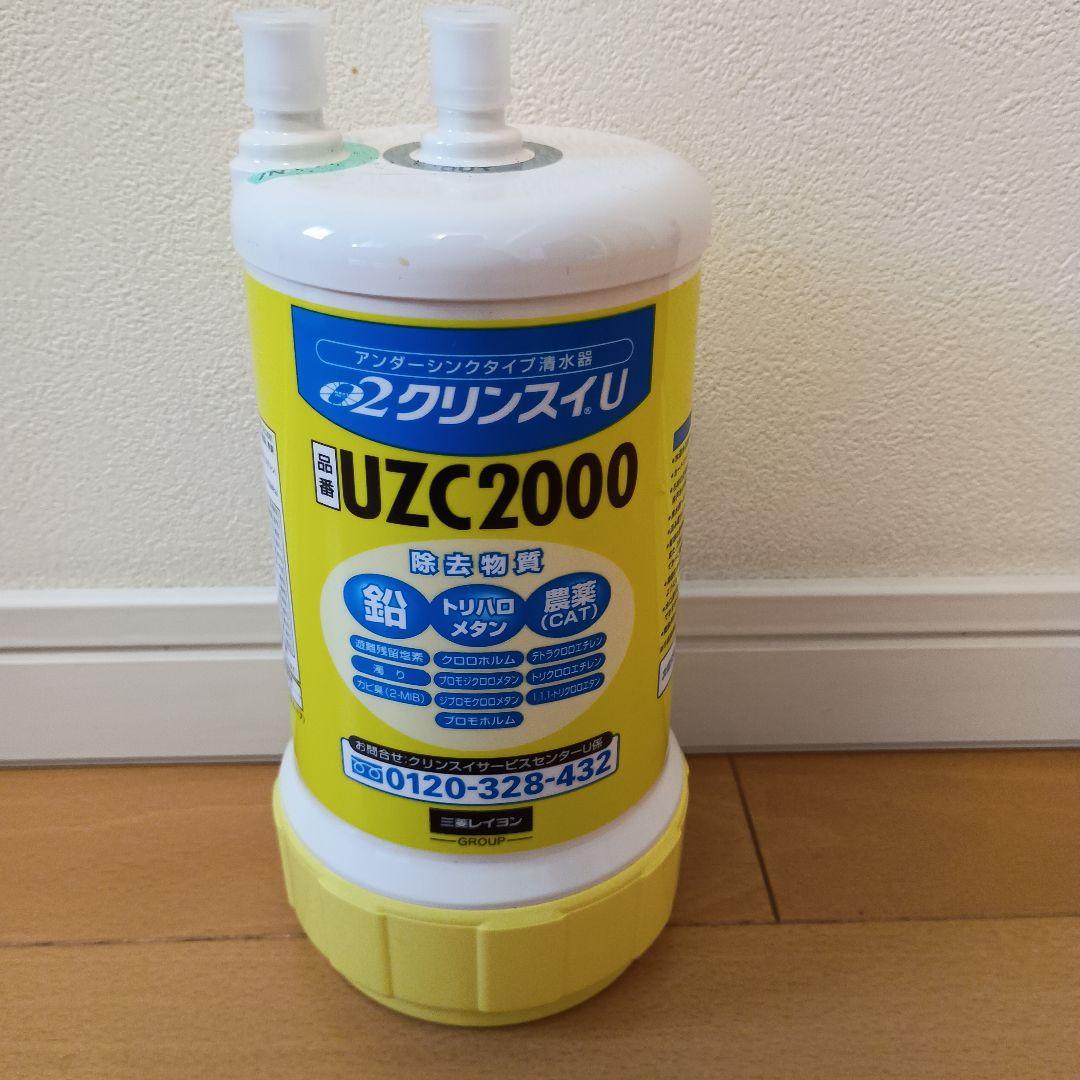 IN
OUT
アンダーシンクタイプ清水器
クリンスイ®U
品番
UZC2000
除去物質
鉛
トリハロ
メタン
農薬
(CAT)
遊離残留塩素
濁り
カビ臭(2-MIB)
クロロホルム
ブロモジクロロメタン
ジブロモクロロメタン
ブロモホルム
テトラクロロエチレン
トリクロロエチレン
1,1,1-トリクロロエタン
お問合せ:クリンスイサービスセンターU係
0120-328-432
三菱レイヨン
GROUP